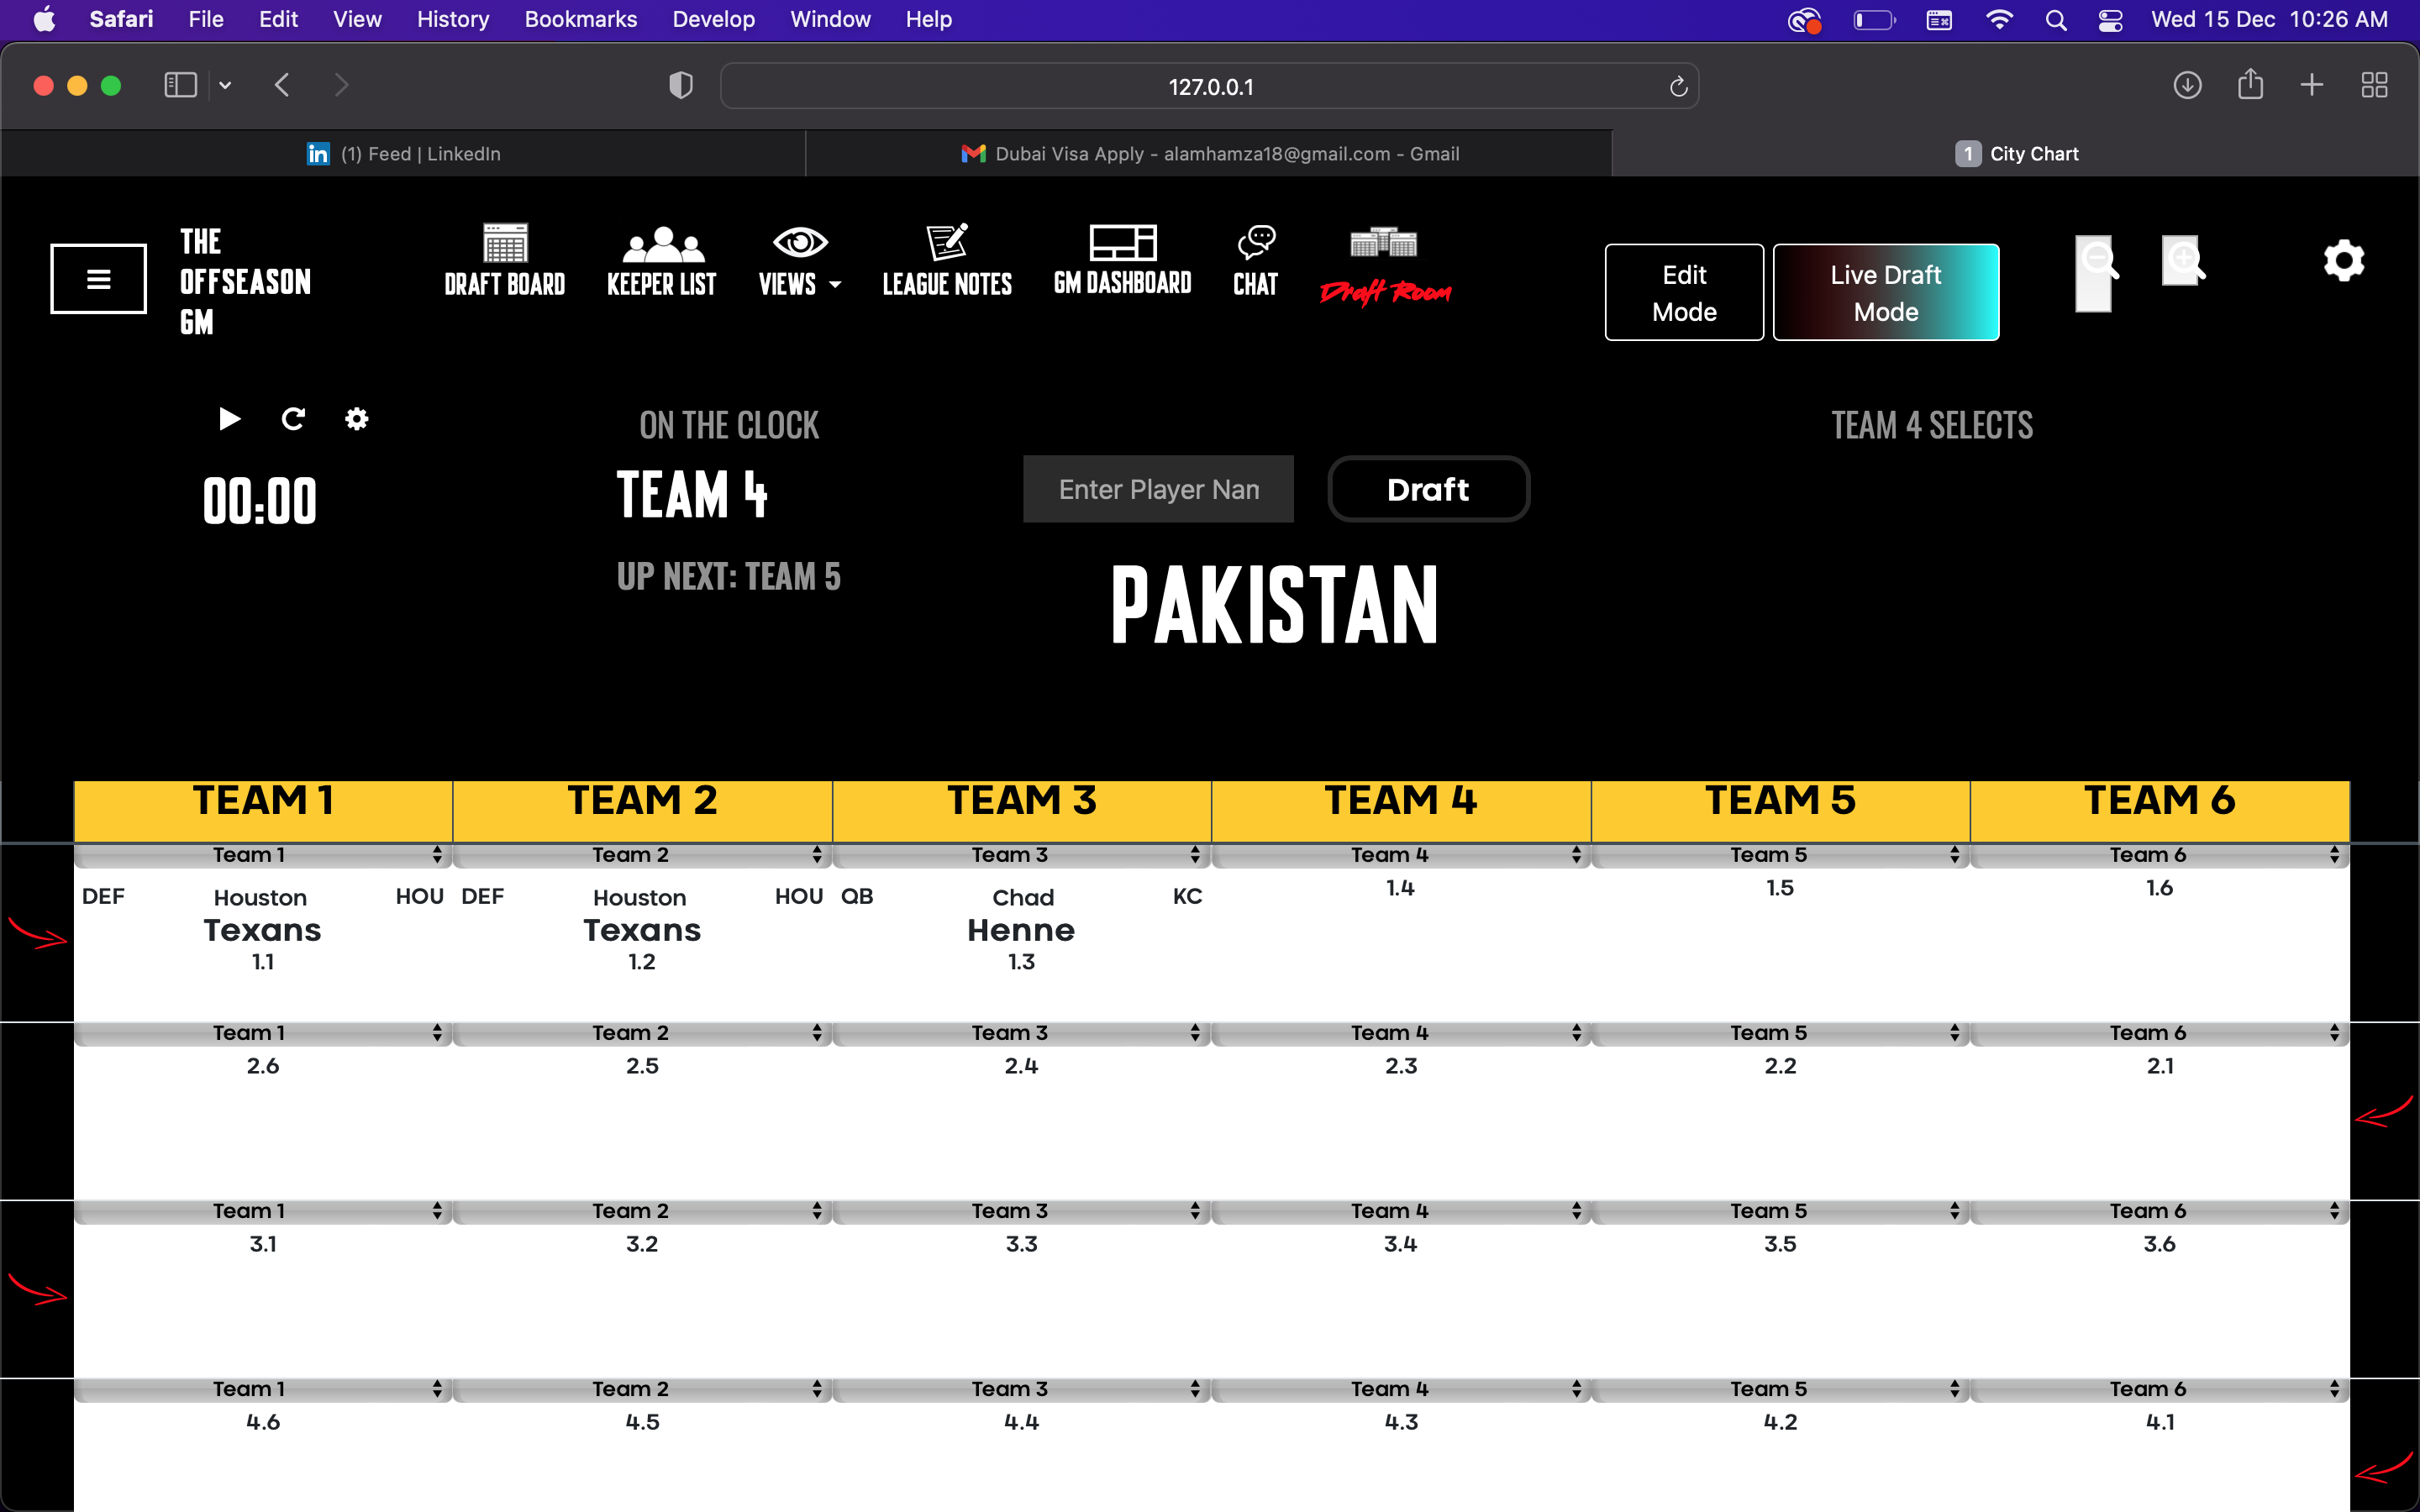 Safari File Edit View History Bookmarks Develop Window Help Wed 15 Dec 10:26 AM
127.0.0.1
(1) Feed | LinkedIn Dubai Visa Apply - alamhamza18@gmail.com - Gmail 1 City Chart
THE
OFFSEASON
GM
DRAFT BOARD KEEPER LIST VIEWS LEAGUE NOTES GM DASHBOARD CHAT Draft Room
Edit
Mode
Live Draft
Mode
00:00
ON THE CLOCK
TEAM 4
UP NEXT: TEAM 5
Enter Player Nan
Draft
PAKISTAN
TEAM 4 SELECTS
TEAM 1 TEAM 2 TEAM 3 TEAM 4 TEAM 5 TEAM 6
Team 1 Team 2 Team 3 Team 4 Team 5 Team 6
DEF Houston HOU DEF Houston HOU QB Chad KC 1.4 1.5 1.6
Texans Texans Henne
1.1 1.2 1.3
Team 1 Team 2 Team 3 Team 4 Team 5 Team 6
2.6 2.5 2.4 2.3 2.2 2.1
Team 1 Team 2 Team 3 Team 4 Team 5 Team 6
3.1 3.2 3.3 3.4 3.5 3.6
Team 1 Team 2 Team 3 Team 4 Team 5 Team 6
4.6 4.5 4.4 4.3 4.2 4.1